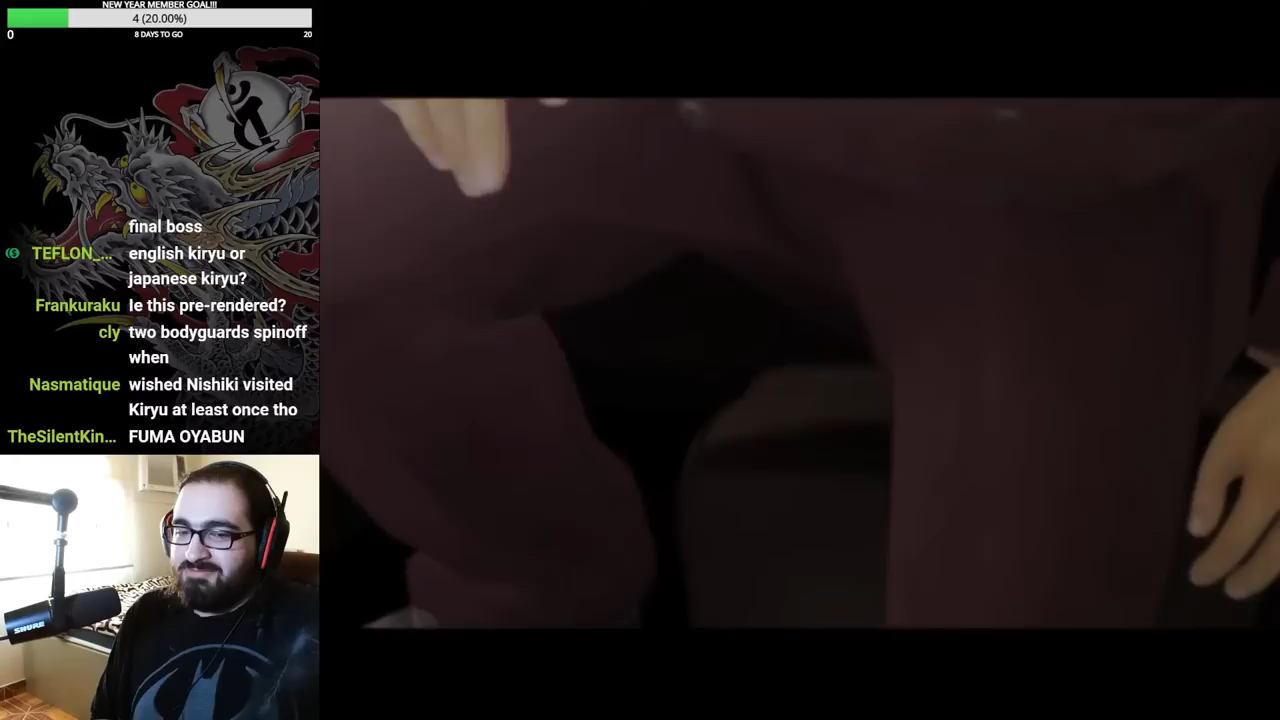 NEW YEAR MEMBER GOAL!!!
4 (20.00%)
0 8 DAYS TO GO 20
final boss
TEFLON_... english kiryu or
japanese kiryu?
Frankuraku Ie this pre-rendered?
cly two bodyguards spinoff
when
Nasmatique wished Nishiki visited
Kiryu at least once tho
TheSilentKin... FUMA OYABUN
SHURE